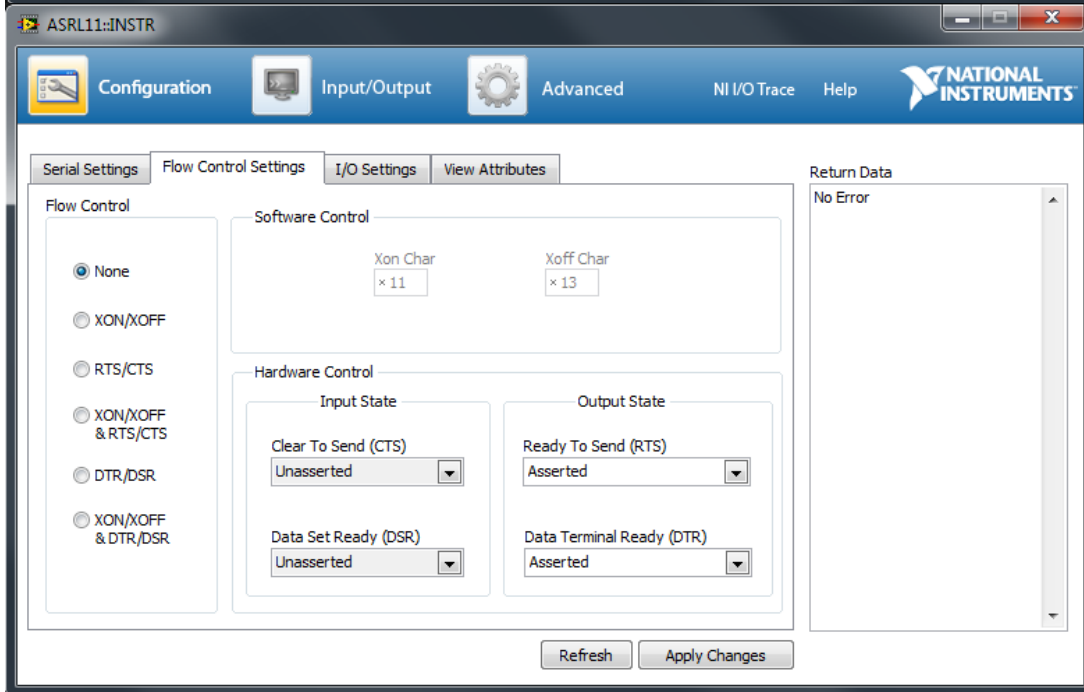 ASRL11::INSTR
Configuration
Input/Output
Advanced
NI I/O Trace
Help
NATIONAL
INSTRUMENTS
Serial Settings
Flow Control Settings
I/O Settings
View Attributes
Flow Control
None
XON/XOFF
RTS/CTS
XON/XOFF
& RTS/CTS
DTR/DSR
XON/XOFF
& DTR/DSR
Software Control
Xon Char
× 11
Xoff Char
× 13
Hardware Control
Input State
Clear To Send (CTS)
Unasserted
Data Set Ready (DSR)
Unasserted
Output State
Ready To Send (RTS)
Asserted
Data Terminal Ready (DTR)
Asserted
Return Data
No Error
Refresh
Apply Changes